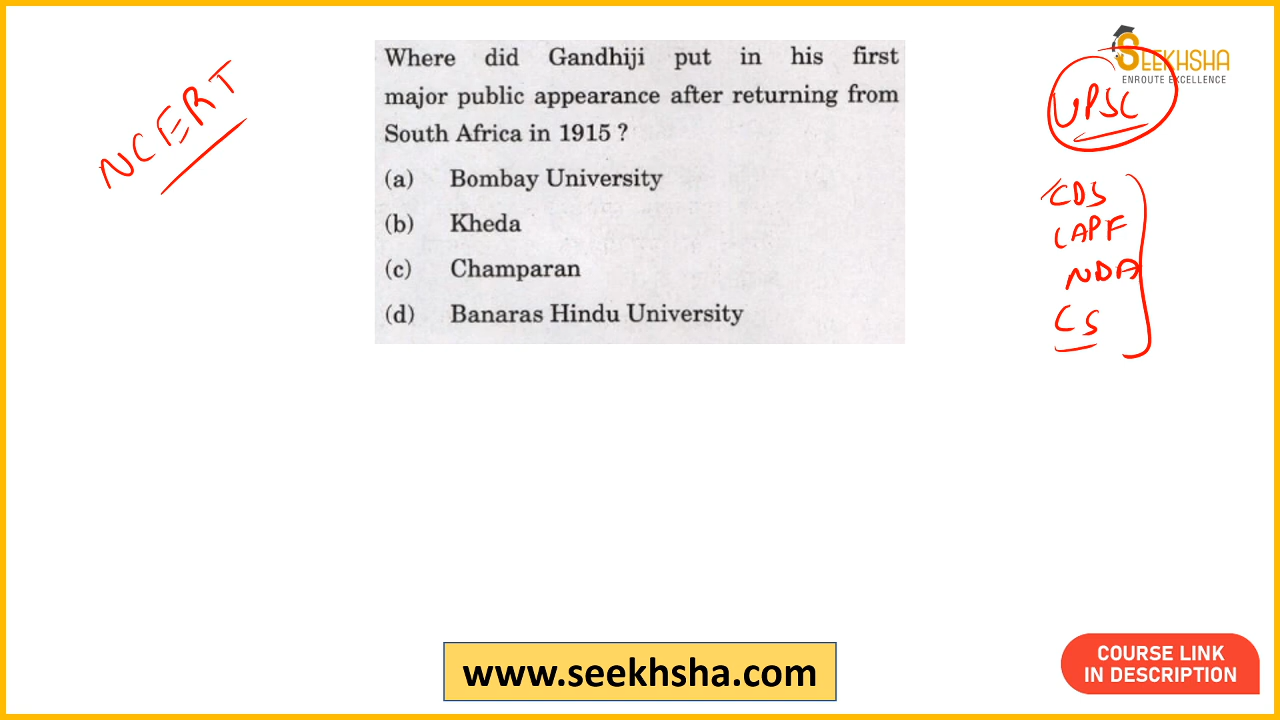 NCERT
Where did Gandhiji put in his first
major public appearance after returning from
South Africa in 1915 ?
(a) Bombay University
(b) Kheda
(c) Champaran
(d) Banaras Hindu University
SEEKHSHA
ENROUTE EXCELLENCE
UPSC
CDS
CAPF
NDA
CS
www.seekhsha.com
COURSE LINK
IN DESCRIPTION